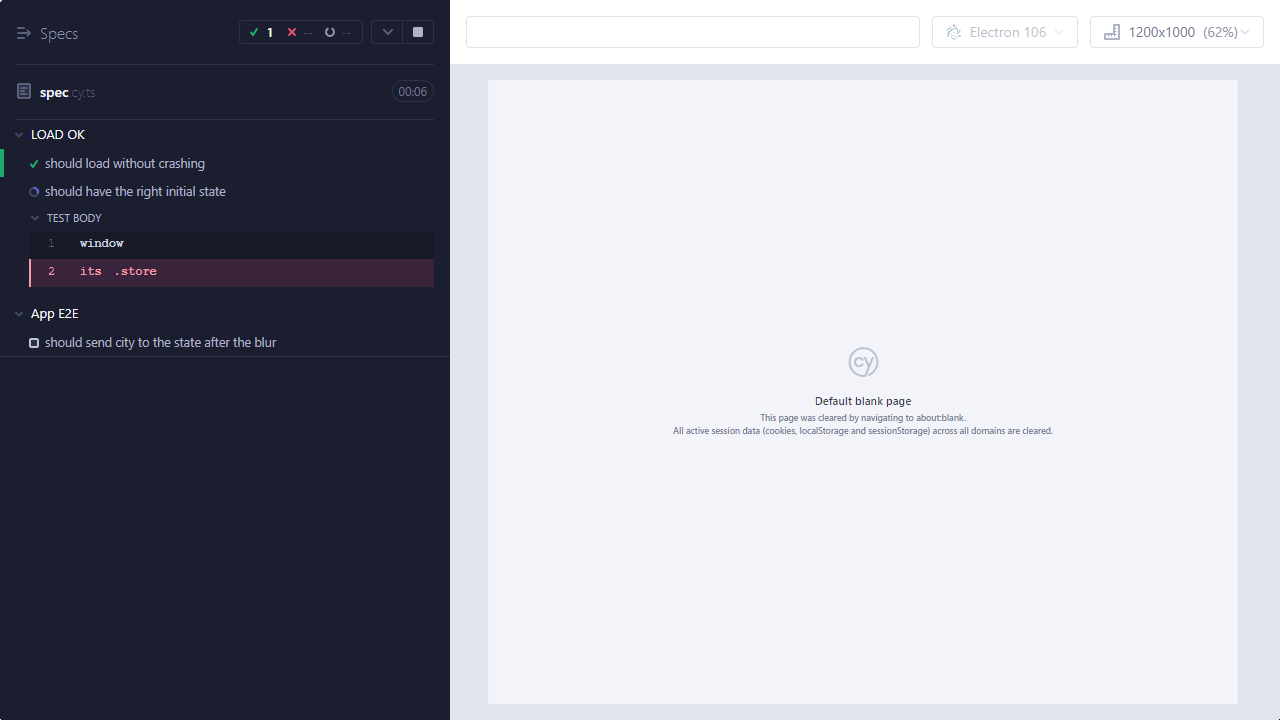 Specs
1 -- --
spec.cy.ts
00:06
LOAD OK
should load without crashing
should have the right initial state
TEST BODY
1 window
2 its .store
App E2E
should send city to the state after the blur
Electron 106
1200x1000 (62%)
cy
Default blank page
This page was cleared by navigating to about:blank.
All active session data (cookies, localStorage and sessionStorage) across all domains are cleared.